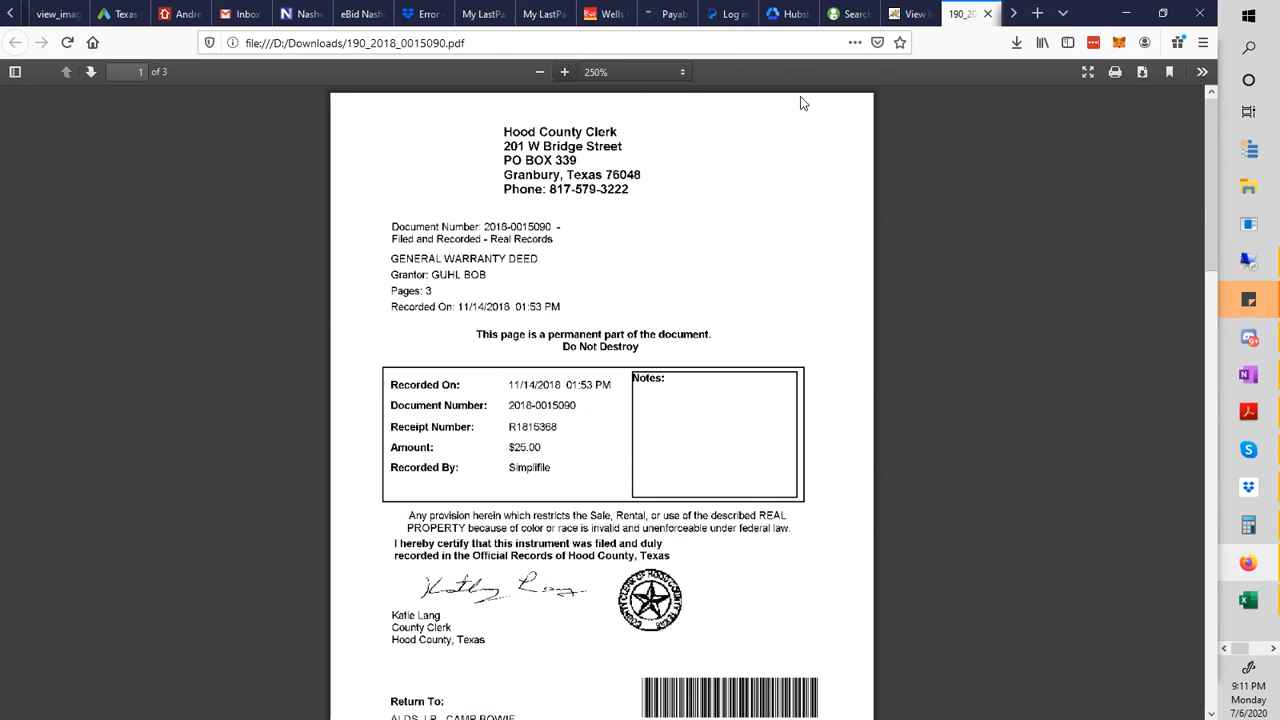 view_imag
Texas
Andre
Inbox
Nashv
eBid Nash
Error -
My LastPa
My LastPa
Wells
Payab
Log in
Hubst
Search
View I
190_20
file:///D:/Downloads/190_2018_0015090.pdf
1 of 3
250%
Hood County Clerk
201 W Bridge Street
PO BOX 339
Granbury, Texas 76048
Phone: 817-579-3222
Document Number: 2018-0015090 -
Filed and Recorded - Real Records
GENERAL WARRANTY DEED
Grantor: GUHL BOB
Pages: 3
Recorded On: 11/14/2018 01:53 PM
This page is a permanent part of the document.
Do Not Destroy
Recorded On: 11/14/2018 01:53 PM
Notes:
Document Number: 2018-0015090
Receipt Number: R1815368
Amount: $25.00
Recorded By: Simplifile
Any provision herein which restricts the Sale, Rental, or use of the described REAL
PROPERTY because of color or race is invalid and unenforceable under federal law.
I hereby certify that this instrument was filed and duly
recorded in the Official Records of Hood County, Texas
Katie Lang
County Clerk
Hood County, Texas
Return To:
9:11 PM
Monday
7/6/2020